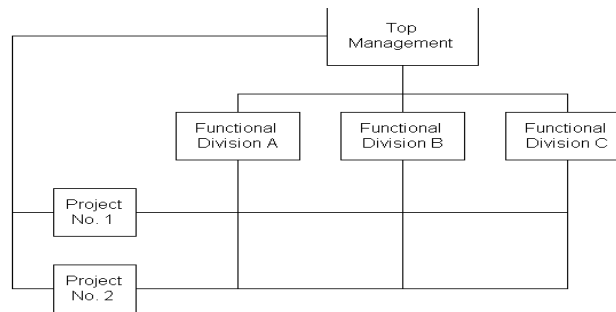 Top
Management
Functional
Division A
Functional
Division B
Functional
Division C
Project
No. 1
Project
No. 2